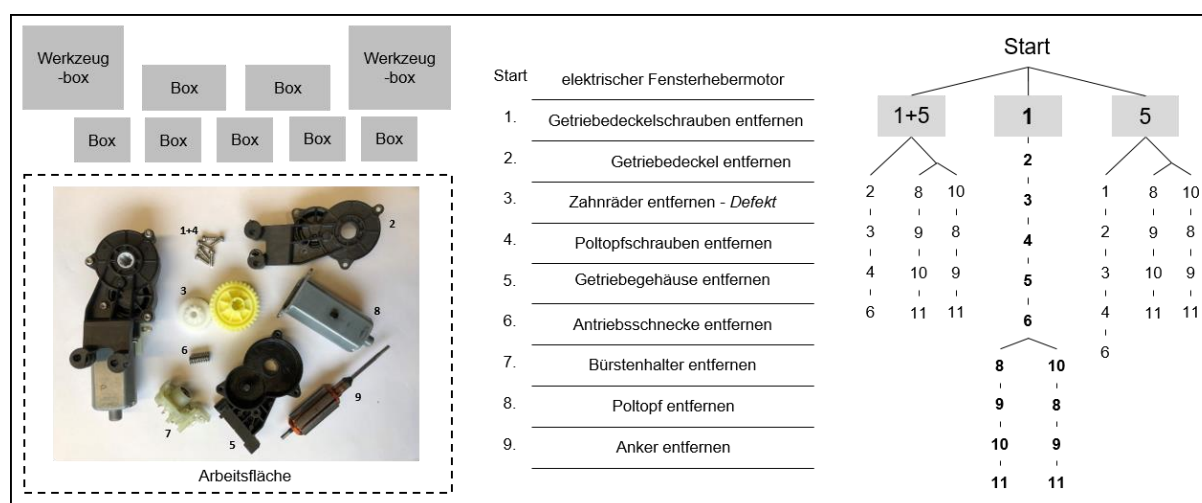 Werkzeug
-box
Werkzeug
-box
Box
Box
Box
Box
Box
Box
Box
1+4
2
3
8
6
9
7
5
Arbeitsfläche
Start elektrischer Fensterhebermotor
1. Getriebedeckelschrauben entfernen
2. Getriebedeckel entfernen
3. Zahnräder entfernen - Defekt
4. Poltopfschrauben entfernen
5. Getriebegehäuse entfernen
6. Antriebsschnecke entfernen
7. Bürstenhalter entfernen
8. Poltopf entfernen
9. Anker entfernen
Start
1+5 1 5
2
2 8 10 1 8 10
3
3 9 8 2 9 8
4
4 10 9 3 10 9
5
6 11 11 4 11 11
6
6
8 10
9 8
10 9
11 11